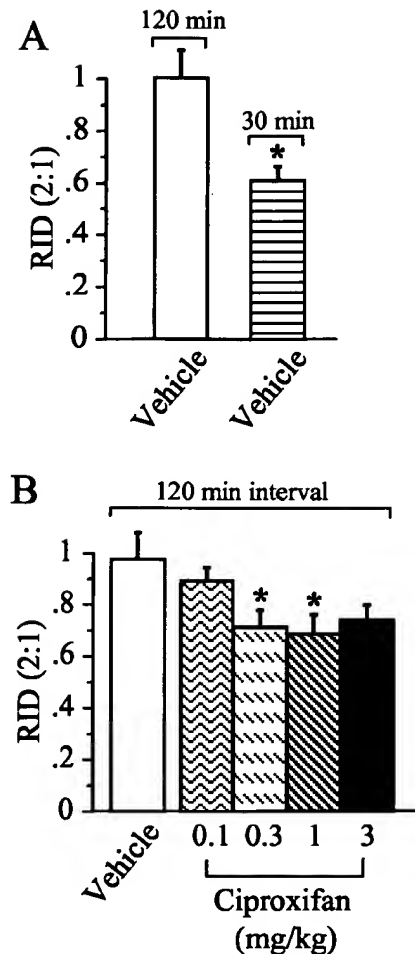 A
120 min
30 min
*
RID (2:1)
1
.8
.6
.4
.2
0
Vehicle
Vehicle
B
120 min interval
* *
RID (2:1)
1
.8
.6
.4
.2
0
Vehicle
0.1 0.3 1 3
Ciproxifan
(mg/kg)